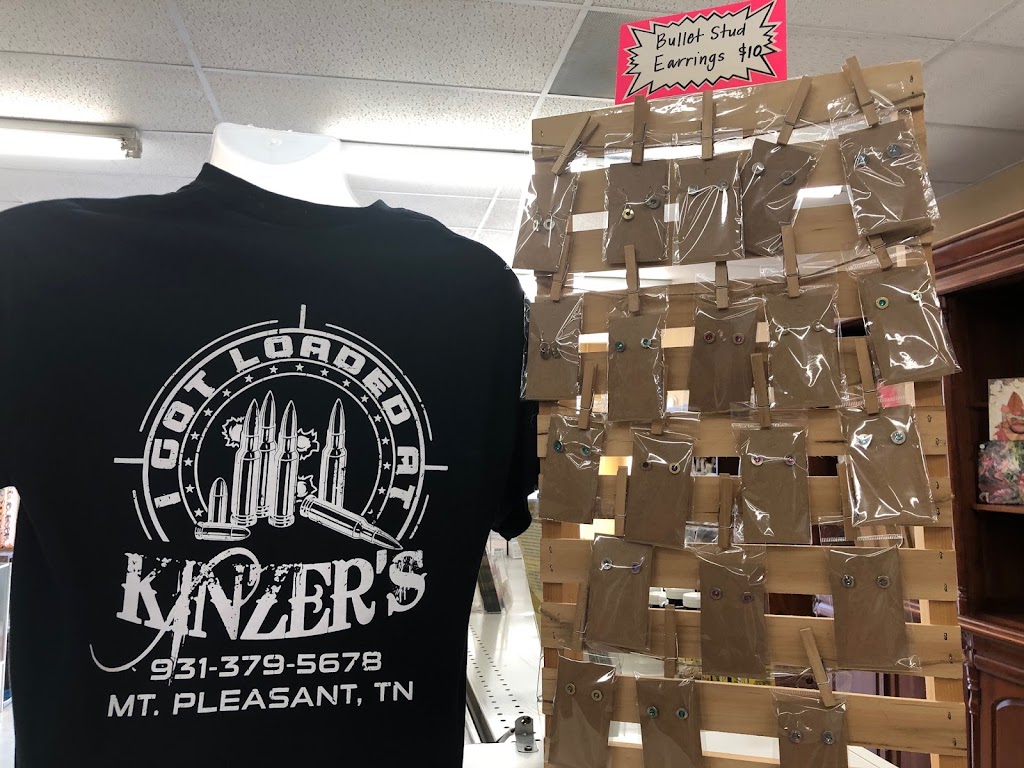 Bullet Stud
Earrings $10
I GOT LOADED AT
KINZER'S
931-379-5678
MT. PLEASANT, TN